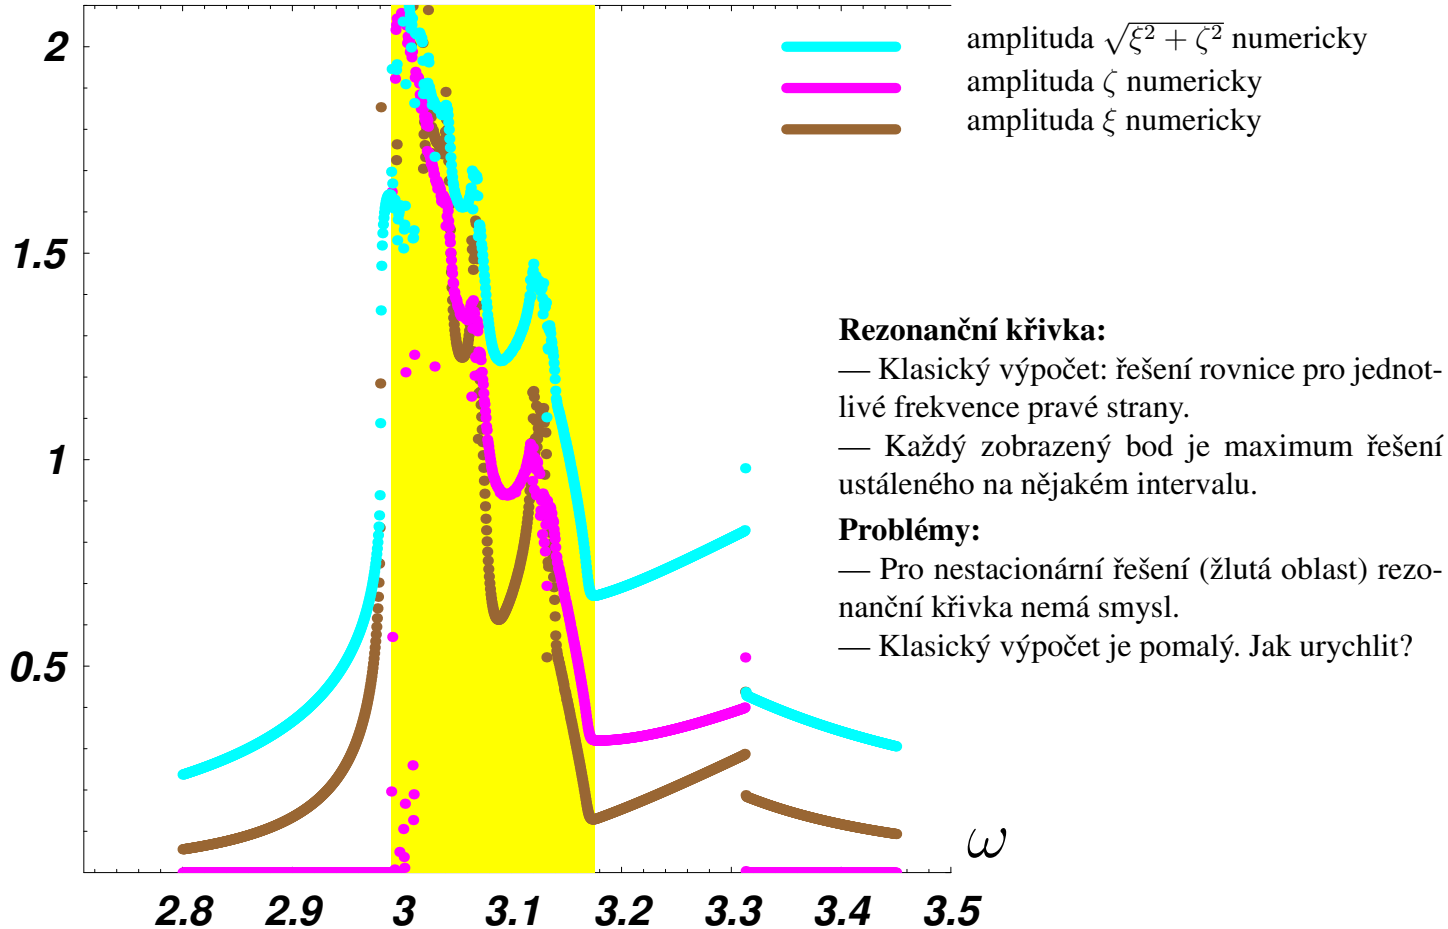 2
1.5
1
0.5
2.8 2.9 3 3.1 3.2 3.3 3.4 3.5
ω
amplituda √ξ² + ζ² numericky
amplituda ζ numericky
amplituda ξ numericky
Rezonanční křivka:
— Klasický výpočet: řešení rovnice pro jednot-
livé frekvence pravé strany.
— Každý zobrazený bod je maximum řešení
ustáleného na nějakém intervalu.
Problémy:
— Pro nestacionární řešení (žlutá oblast) rezo-
nanční křivka nemá smysl.
— Klasický výpočet je pomalý. Jak urychlit?